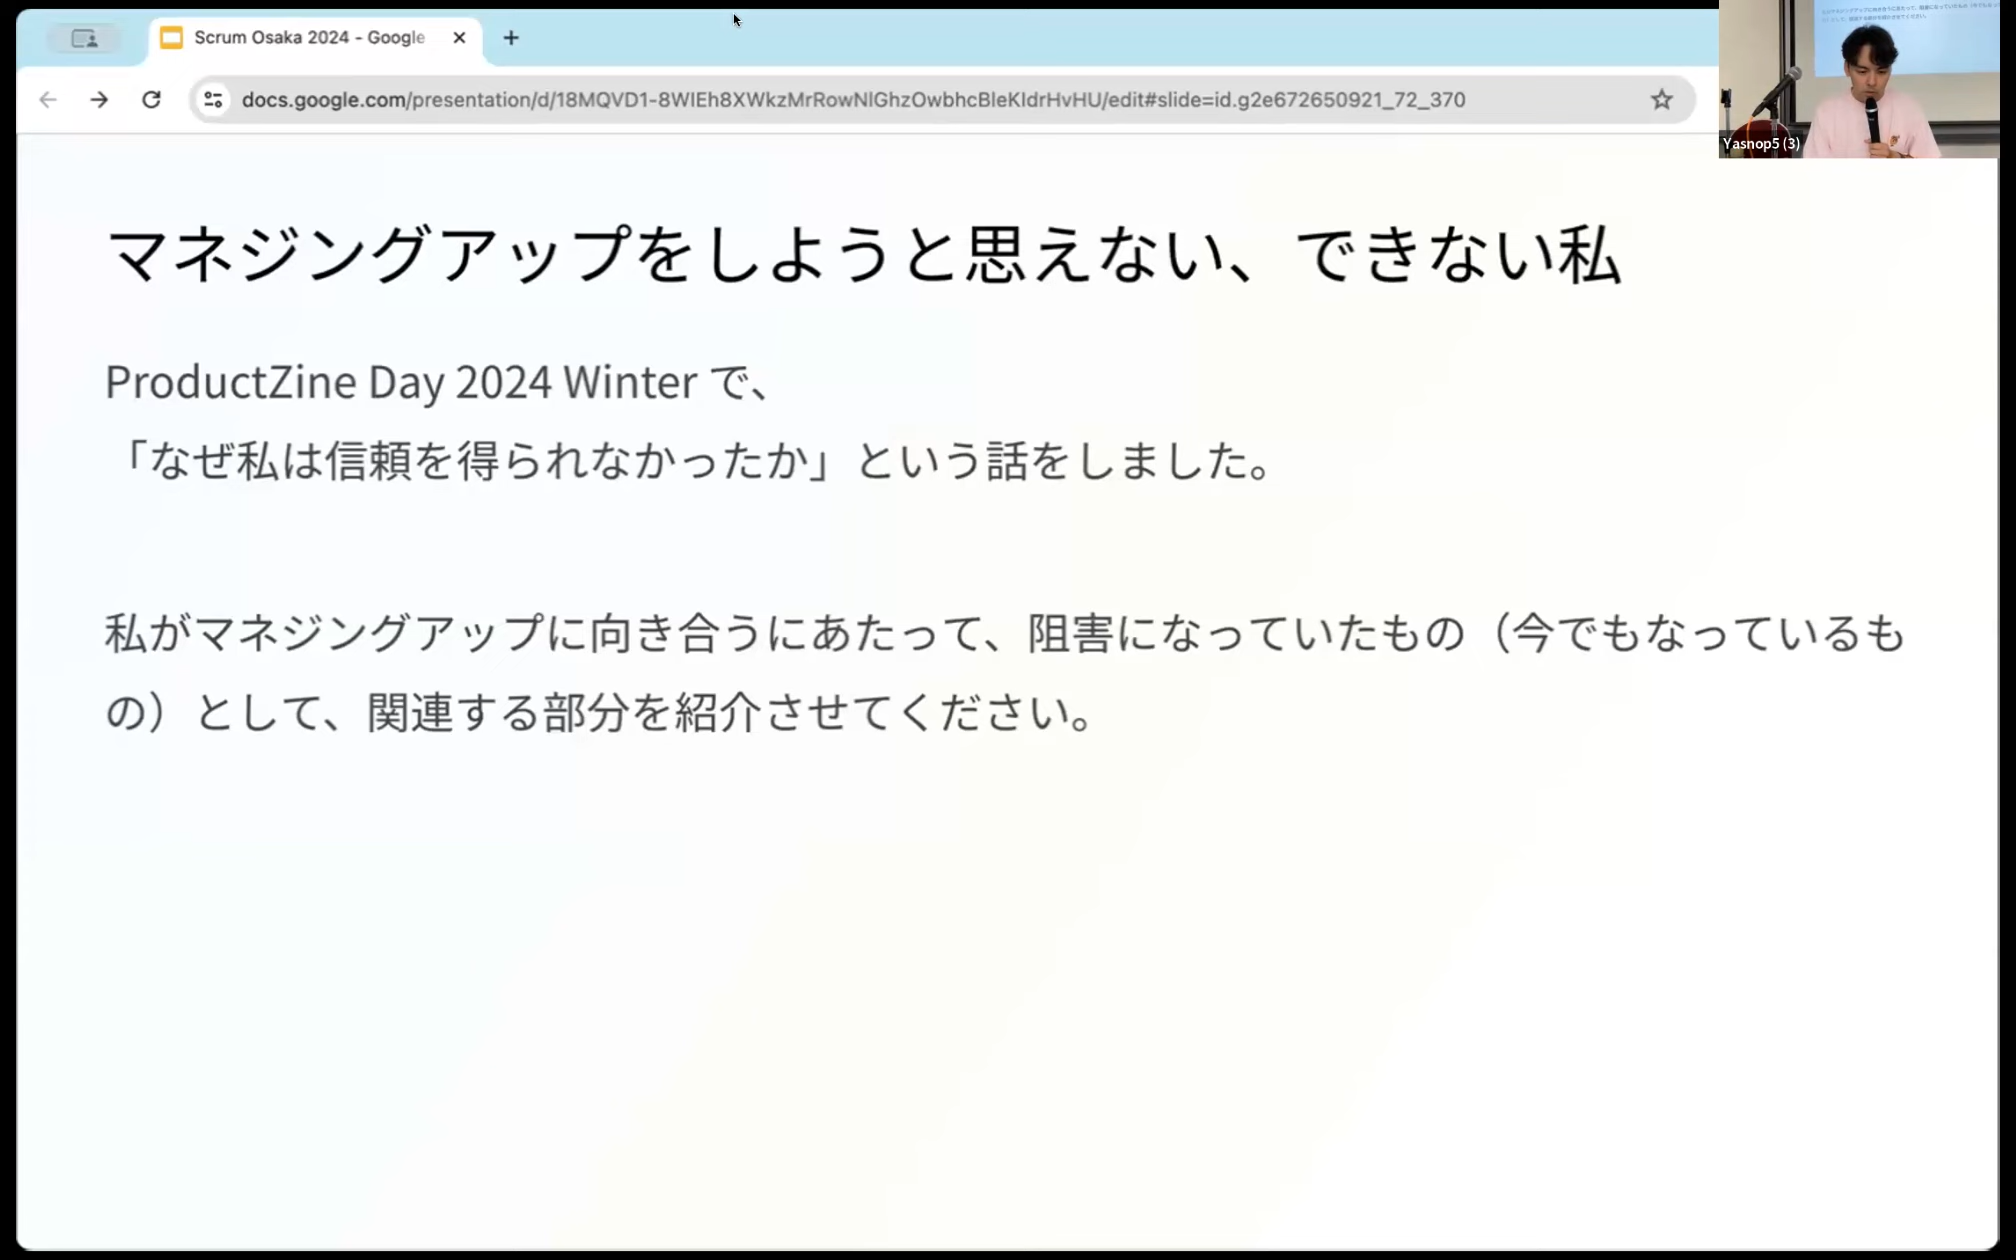 Scrum Osaka 2024 - Google
docs.google.com/presentation/d/18MQVD1-8WIEh8XWkzMrRowNlGhzOwbhcBleKIdrHvHU/edit#slide=id.g2e672650921_72_370
Yasnop5 (3)
マネジングアップをしようと思えない、できない私
ProductZine Day 2024 Winter で、
「なぜ私は信頼を得られなかったか」という話をしました。
私がマネジングアップに向き合うにあたって、阻害になっていたもの（今でもなっているも
の）として、関連する部分を紹介させてください。